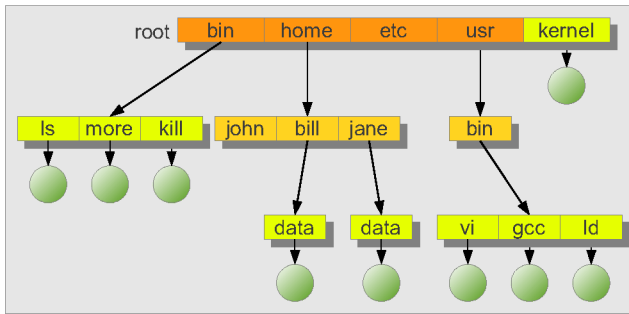 root bin home etc usr kernel
ls more kill john bill jane bin
data data vi gcc ld